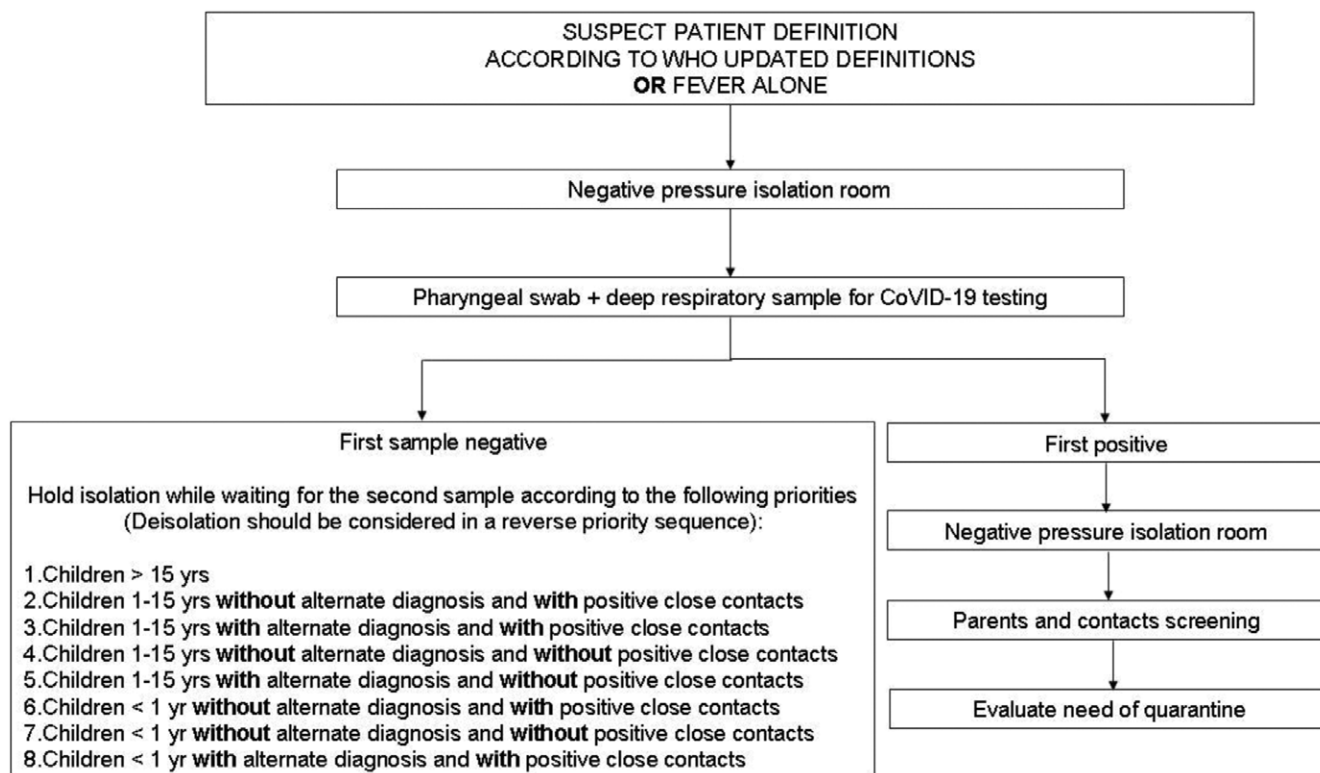 SUSPECT PATIENT DEFINITION
ACCORDING TO WHO UPDATED DEFINITIONS
OR FEVER ALONE
Negative pressure isolation room
Pharyngeal swab + deep respiratory sample for CoVID-19 testing
First sample negative
Hold isolation while waiting for the second sample according to the following priorities
(Deisolation should be considered in a reverse priority sequence):
1.Children > 15 yrs
2.Children 1-15 yrs without alternate diagnosis and with positive close contacts
3.Children 1-15 yrs with alternate diagnosis and with positive close contacts
4.Children 1-15 yrs without alternate diagnosis and without positive close contacts
5.Children 1-15 yrs with alternate diagnosis and without positive close contacts
6.Children < 1 yr without alternate diagnosis and with positive close contacts
7.Children < 1 yr without alternate diagnosis and without positive close contacts
8.Children < 1 yr with alternate diagnosis and with positive close contacts
First positive
Negative pressure isolation room
Parents and contacts screening
Evaluate need of quarantine